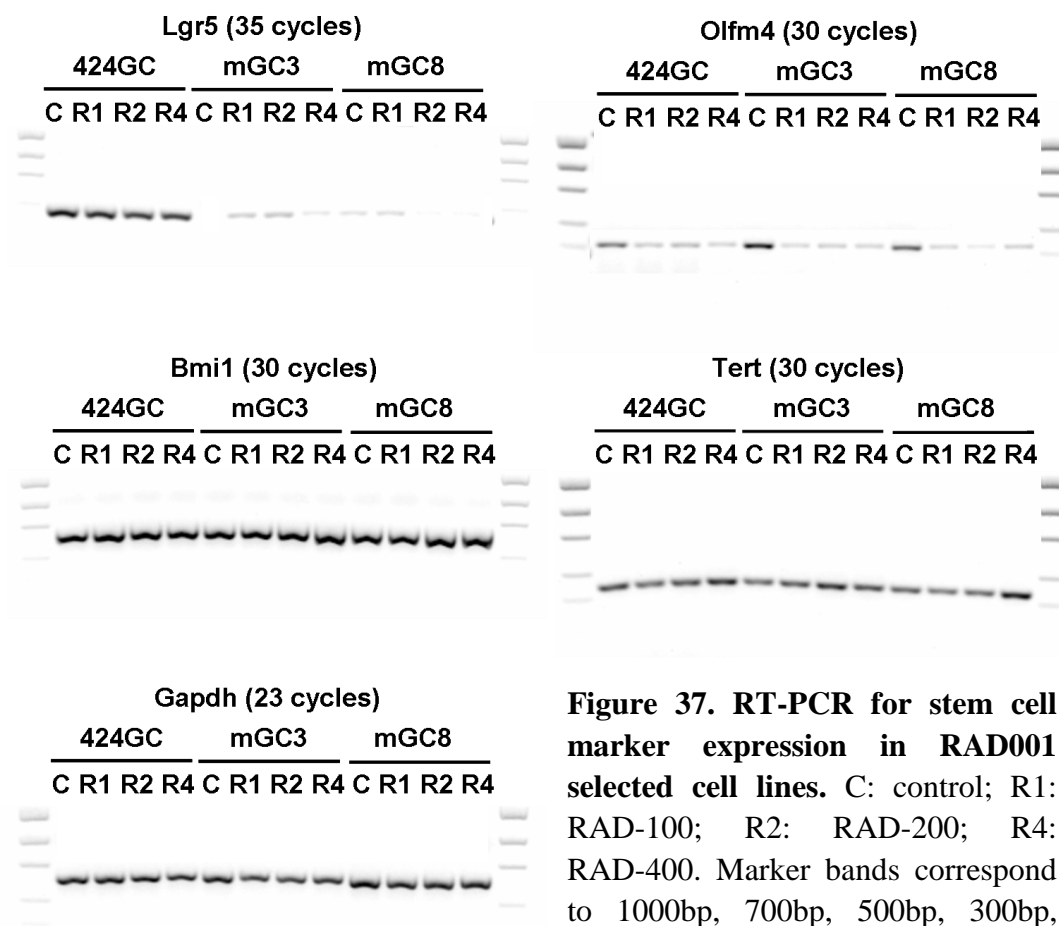 Lgr5 (35 cycles)
424GC mGC3 mGC8
C R1 R2 R4 C R1 R2 R4 C R1 R2 R4
Olfm4 (30 cycles)
424GC mGC3 mGC8
C R1 R2 R4 C R1 R2 R4 C R1 R2 R4
Bmi1 (30 cycles)
424GC mGC3 mGC8
C R1 R2 R4 C R1 R2 R4 C R1 R2 R4
Tert (30 cycles)
424GC mGC3 mGC8
C R1 R2 R4 C R1 R2 R4 C R1 R2 R4
Gapdh (23 cycles)
424GC mGC3 mGC8
C R1 R2 R4 C R1 R2 R4 C R1 R2 R4
Figure 37. RT-PCR for stem cell
marker expression in RAD001
selected cell lines. C: control; R1:
RAD-100; R2: RAD-200; R4:
RAD-400. Marker bands correspond
to 1000bp, 700bp, 500bp, 300bp,